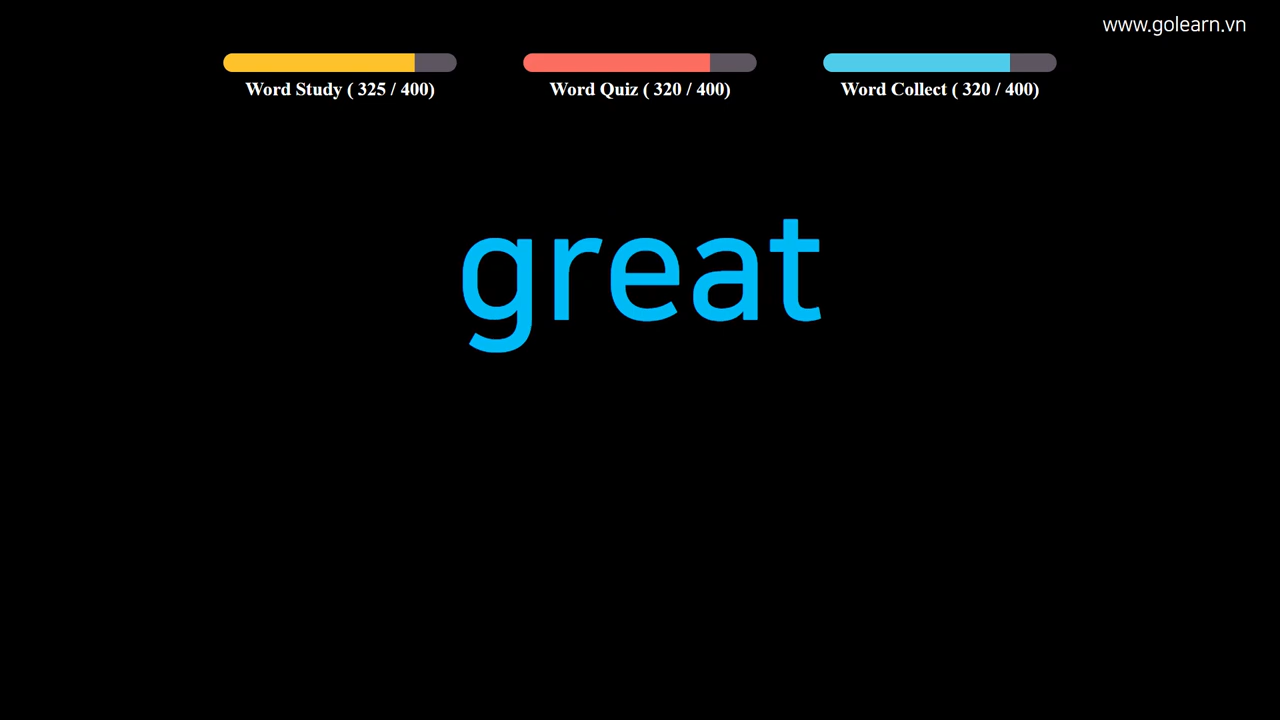 www.golearn.vn
Word Study ( 325 / 400)
Word Quiz ( 320 / 400)
Word Collect ( 320 / 400)
great